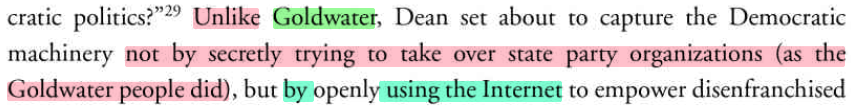 cratic politics?”29 Unlike Goldwater, Dean set about to capture the Democratic
machinery not by secretly trying to take over state party organizations (as the
Goldwater people did), but by openly using the Internet to empower disenfranchised